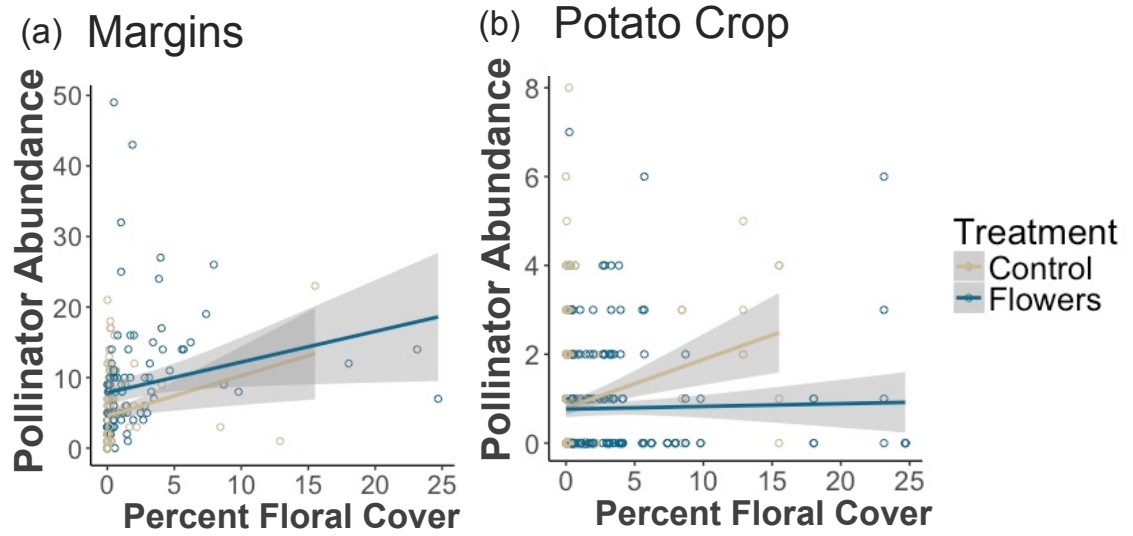 (a) Margins
Pollinator Abundance
50
40
30
20
10
0
0 5 10 15 20 25
Percent Floral Cover
(b) Potato Crop
Pollinator Abundance
8
6
4
2
0
0 5 10 15 20 25
Percent Floral Cover
Treatment
Control
Flowers